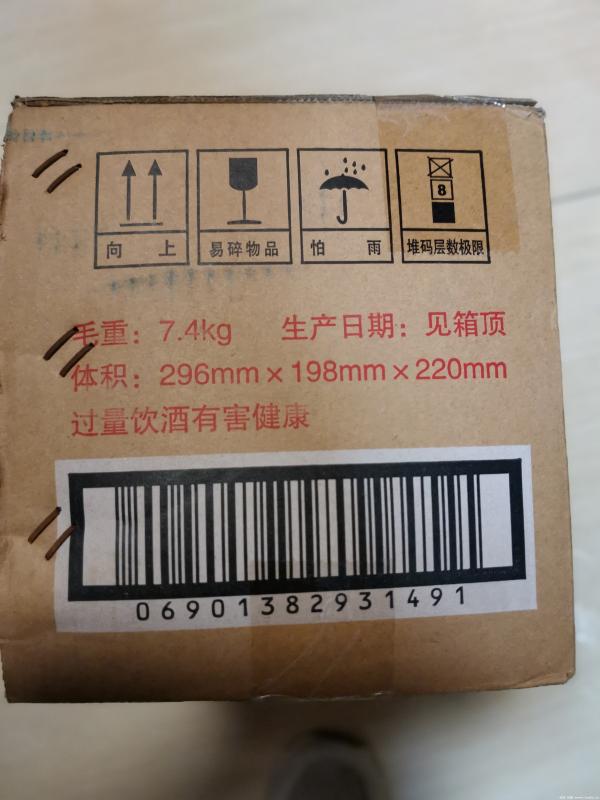 向 上 易碎物品 怕 雨 8 堆码层数极限
毛重：7.4kg 生产日期：见箱顶
体积：296mm×198mm×220mm
过量饮酒有害健康
06901382931491